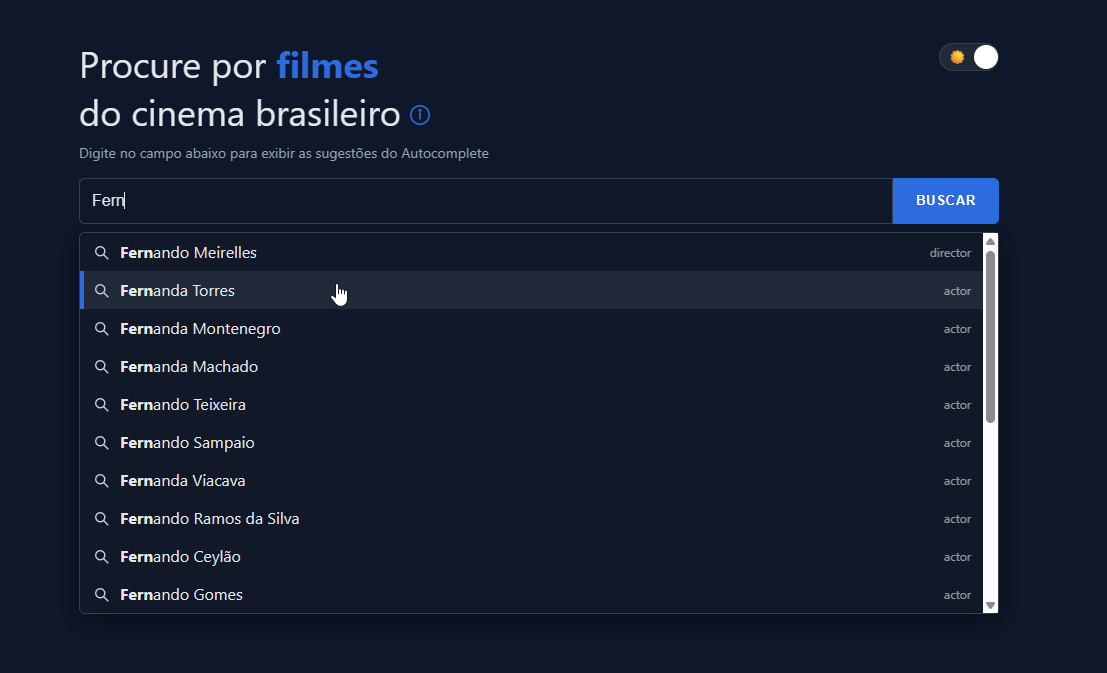 Procure por filmes
do cinema brasileiro
Digite no campo abaixo para exibir as sugestões do Autocomplete
Fern BUSCAR
Fernando Meirelles director
Fernanda Torres actor
Fernanda Montenegro actor
Fernanda Machado actor
Fernando Teixeira actor
Fernando Sampaio actor
Fernanda Viacava actor
Fernando Ramos da Silva actor
Fernando Ceylão actor
Fernando Gomes actor